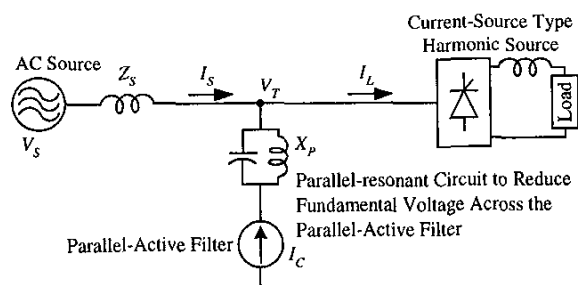 Current-Source Type
Harmonic Source
AC Source
Z_S
I_S
V_T
I_L
Load
V_S
X_P
Parallel-resonant Circuit to Reduce
Fundamental Voltage Across the
Parallel-Active Filter
Parallel-Active Filter
I_C